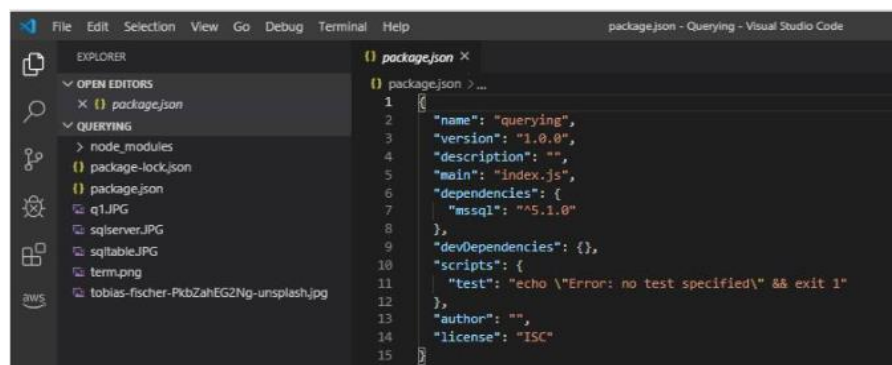 File Edit Selection View Go Debug Terminal Help
package.json - Querying - Visual Studio Code
EXPLORER
OPEN EDITORS
package.json
QUERYING
node_modules
package-lock.json
package.json
q1.JPG
sqlserver.JPG
sqltable.JPG
term.png
tobias-fischer-PkbZahEG2Ng-unsplash.jpg
aws
package.json
package.json > ...
1 {
2 "name": "querying",
3 "version": "1.0.0",
4 "description": "",
5 "main": "index.js",
6 "dependencies": {
7 "mssql": "^5.1.0"
8 },
9 "devDependencies": {},
10 "scripts": {
11 "test": "echo \"Error: no test specified\" && exit 1"
12 },
13 "author": "",
14 "license": "ISC"
15 }